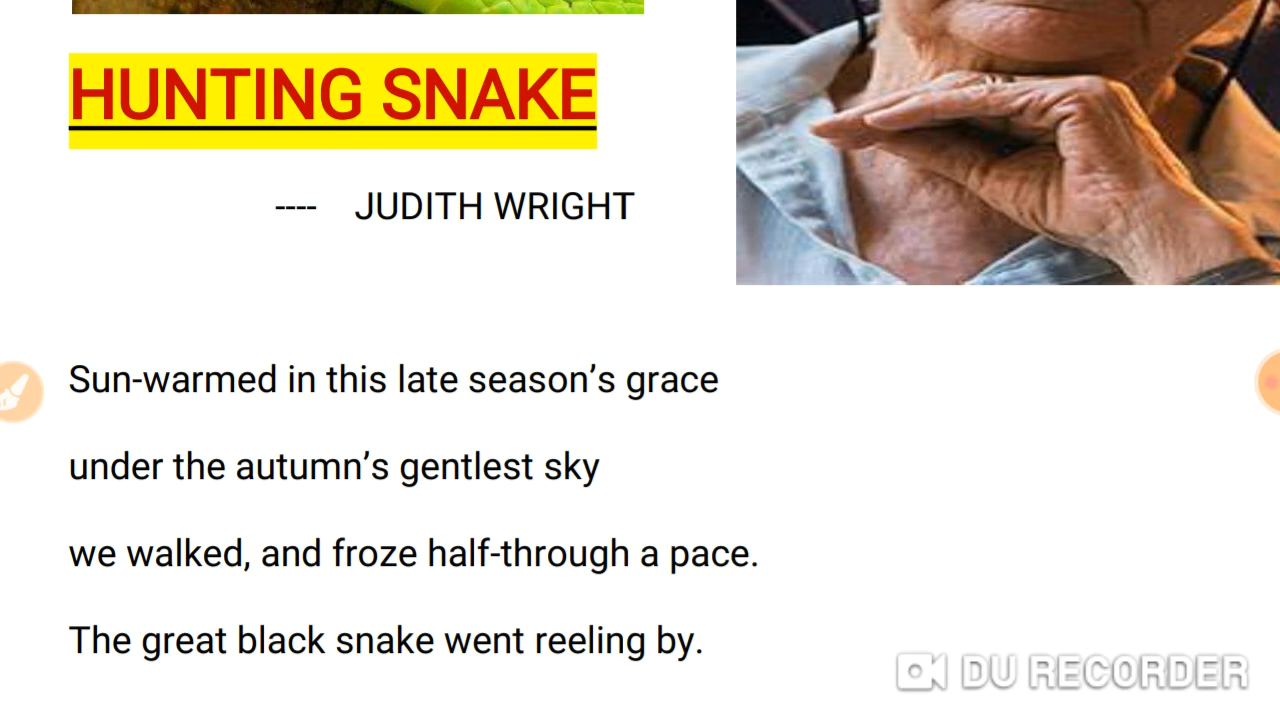 HUNTING SNAKE
---- JUDITH WRIGHT
Sun-warmed in this late season’s grace
under the autumn’s gentlest sky
we walked, and froze half-through a pace.
The great black snake went reeling by.
DU RECORDER